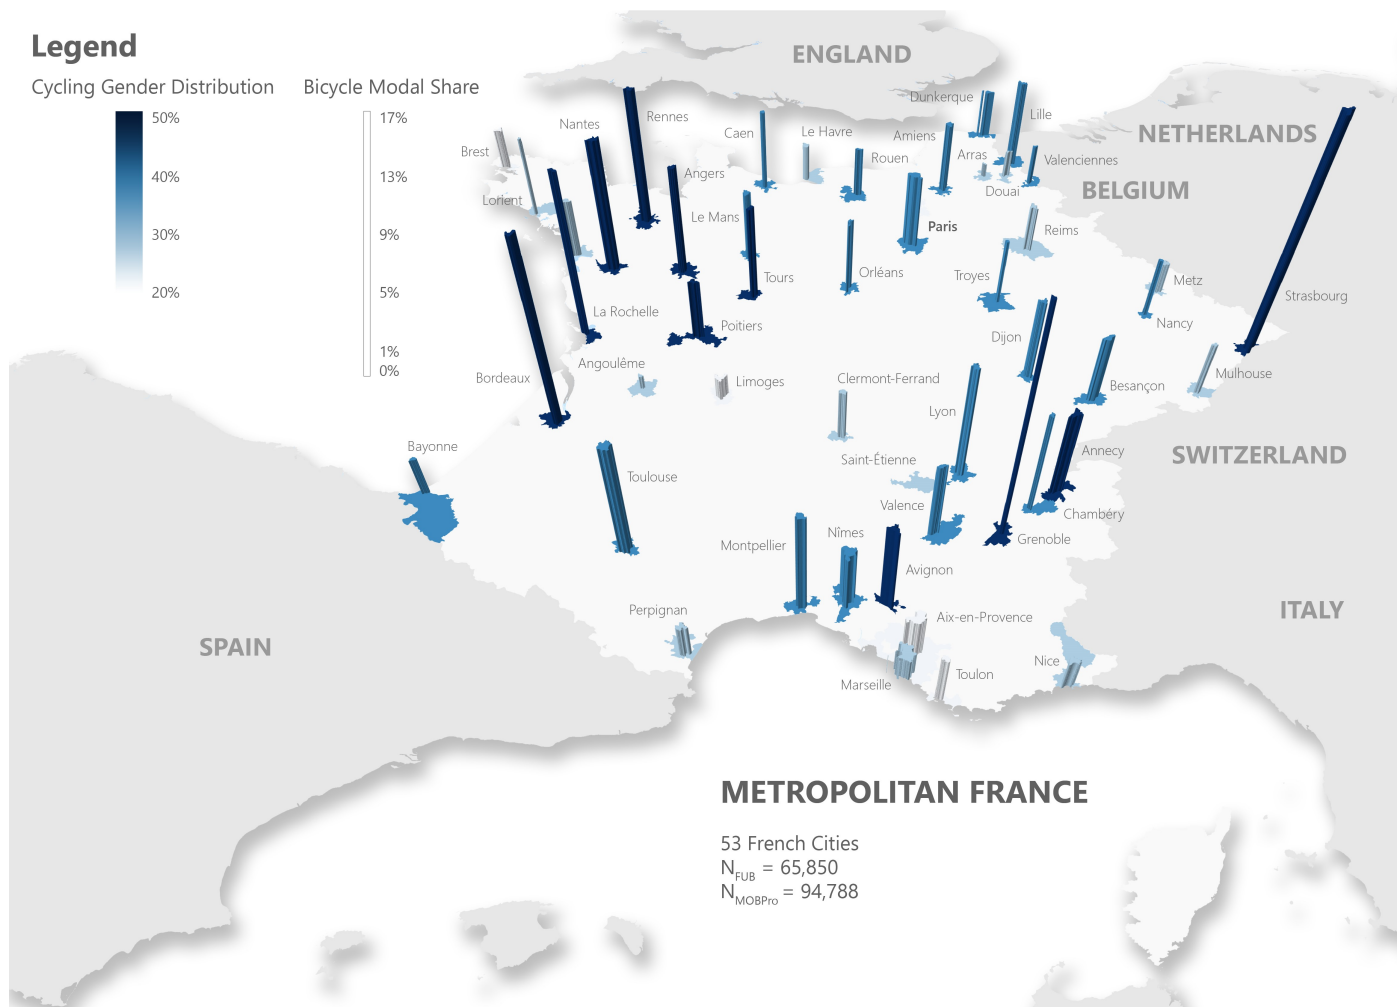 Legend
Cycling Gender Distribution
50%
40%
30%
20%
Bicycle Modal Share
17%
13%
9%
5%
1%
0%
ENGLAND
NETHERLANDS
BELGIUM
SWITZERLAND
ITALY
SPAIN
Dunkerque
Lille
Rennes
Nantes
Caen
Le Havre
Amiens
Brest
Rouen
Arras
Valenciennes
Angers
Douai
Lorient
Le Mans
Paris
Reims
Orléans
Troyes
Tours
Metz
Strasbourg
La Rochelle
Poitiers
Nancy
Dijon
Angoulême
Bordeaux
Limoges
Clermont-Ferrand
Mulhouse
Besançon
Lyon
Bayonne
Annecy
Saint-Étienne
Toulouse
Valence
Chambéry
Nîmes
Grenoble
Montpellier
Avignon
Perpignan
Aix-en-Provence
Nice
Toulon
Marseille
METROPOLITAN FRANCE
53 French Cities
NFUB = 65,850
NMOBPro = 94,788